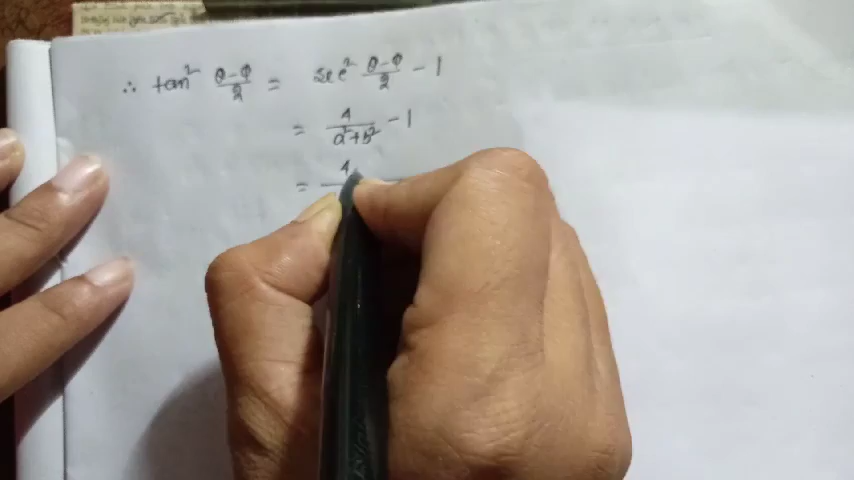 ∴ tan² (θ-φ)/2 = sec² (θ-φ)/2 - 1
= 4/(a²+b²) - 1
= 4